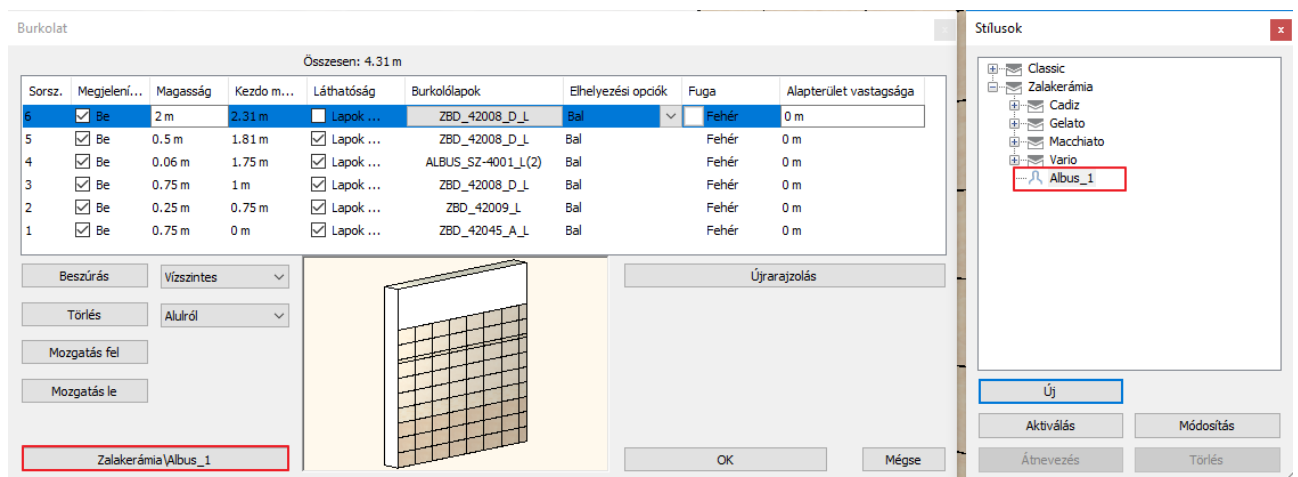 Burkolat
Összesen: 4.31 m
Sorsz. Megjelení... Magasság Kezdo m... Láthatóság Burkolólapok Elhelyezési opciók Fuga Alapterület vastagsága
6 Be 2 m 2.31 m Lapok ... ZBD_42008_D_L Bal Fehér 0 m
5 Be 0.5 m 1.81 m Lapok ... ZBD_42008_D_L Bal Fehér 0 m
4 Be 0.06 m 1.75 m Lapok ... ALBUS_SZ-4001_L(2) Bal Fehér 0 m
3 Be 0.75 m 1 m Lapok ... ZBD_42008_D_L Bal Fehér 0 m
2 Be 0.25 m 0.75 m Lapok ... ZBD_42009_L Bal Fehér 0 m
1 Be 0.75 m 0 m Lapok ... ZBD_42045_A_L Bal Fehér 0 m
Beszúrás Vízszintes Újrarajzolás
Törlés Alulról
Mozgatás fel
Mozgatás le
Zalakerámia\Albus_1 OK Mégse
Stílusok x
Classic
Zalakerámia
Cadiz
Gelato
Macchiato
Vario
Albus_1
Új
Aktiválás Módosítás
Átnevezés Törlés